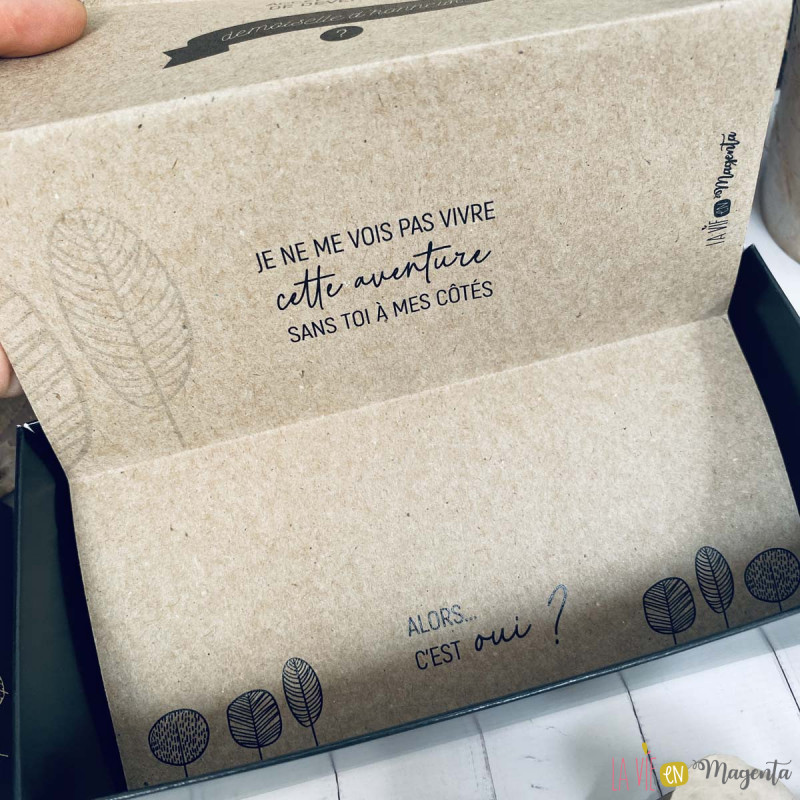 demoiselle d'honneur
?
JE NE ME VOIS PAS VIVRE
cette aventure
SANS TOI À MES CÔTÉS
LA VIE EN Magenta
ALORS...
C'EST oui ?
LA VIE EN Magenta